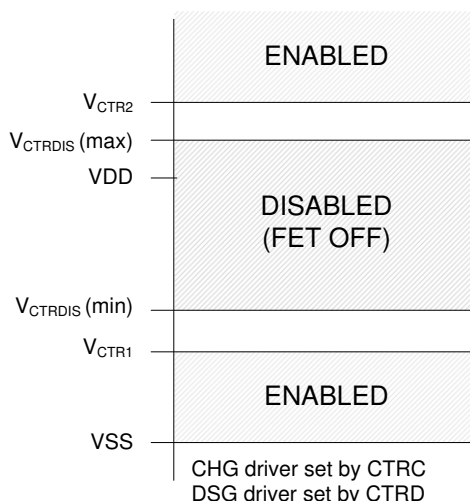 ENABLED
VCTR2
VCTRDIS (max)
VDD
DISABLED
(FET OFF)
VCTRDIS (min)
VCTR1
ENABLED
VSS
CHG driver set by CTRC
DSG driver set by CTRD